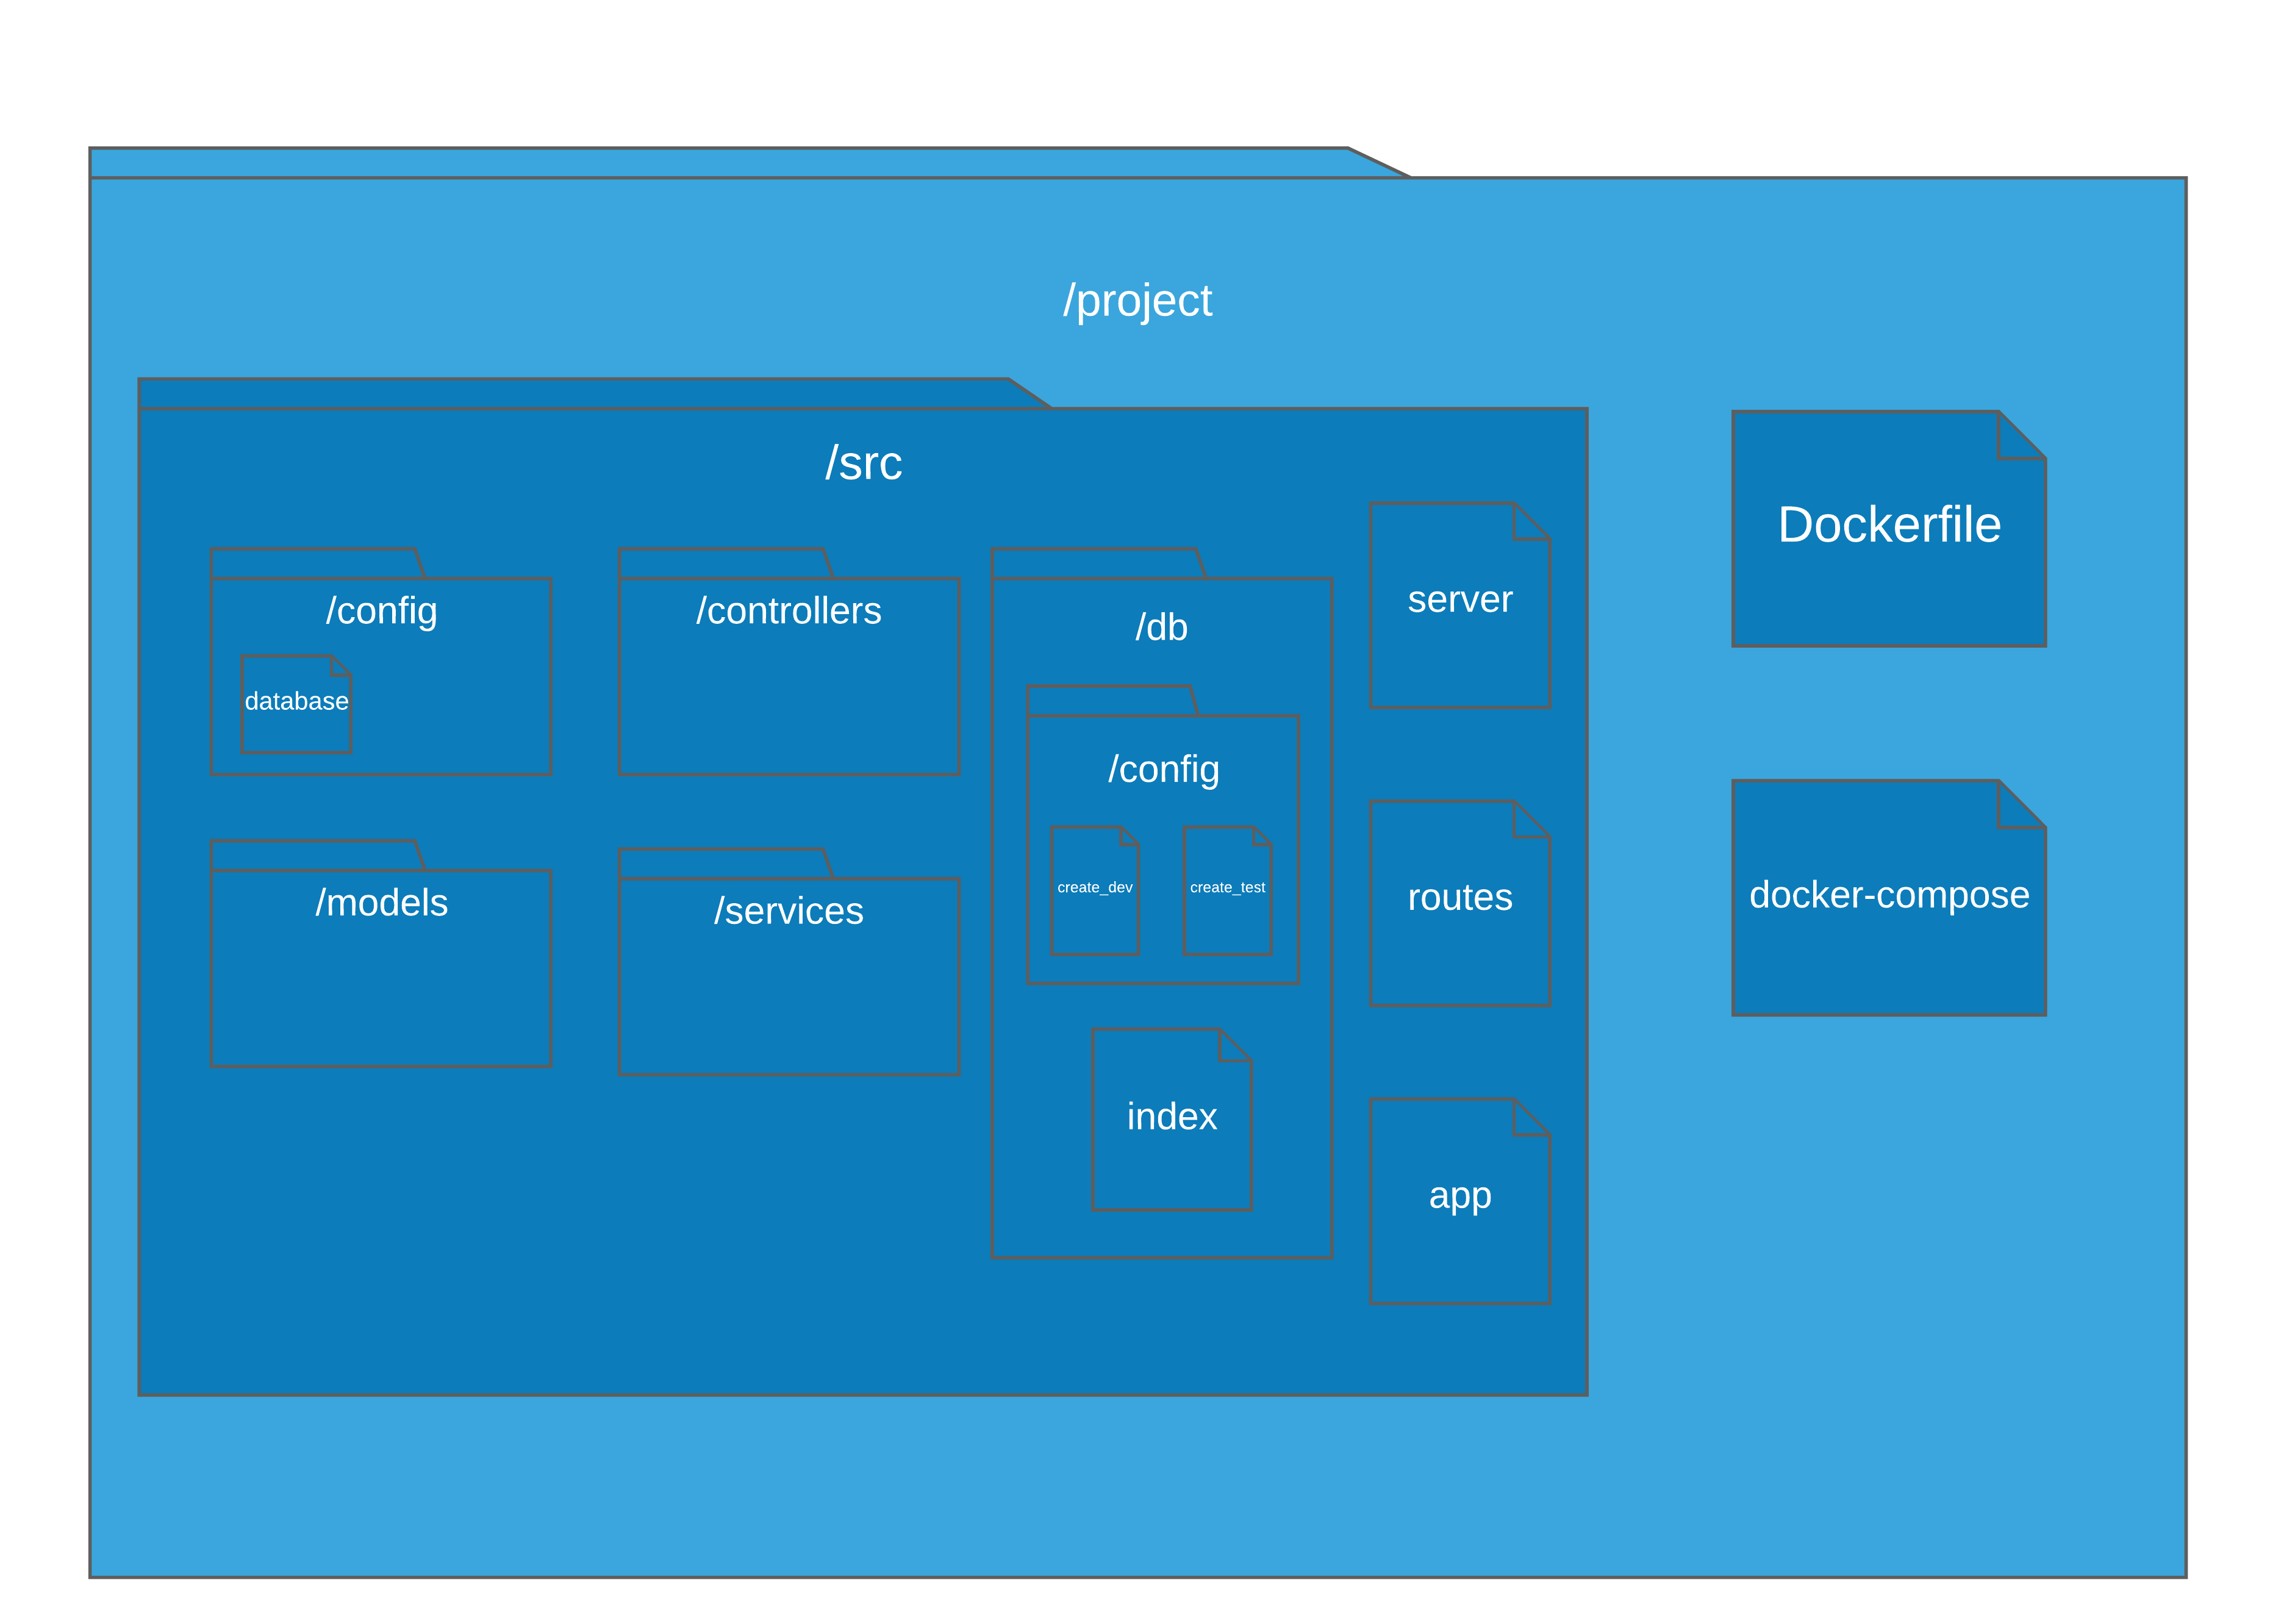 /project
/src
/config
database
/controllers
/db
/config
create_dev
create_test
index
/models
/services
server
routes
app
Dockerfile
docker-compose